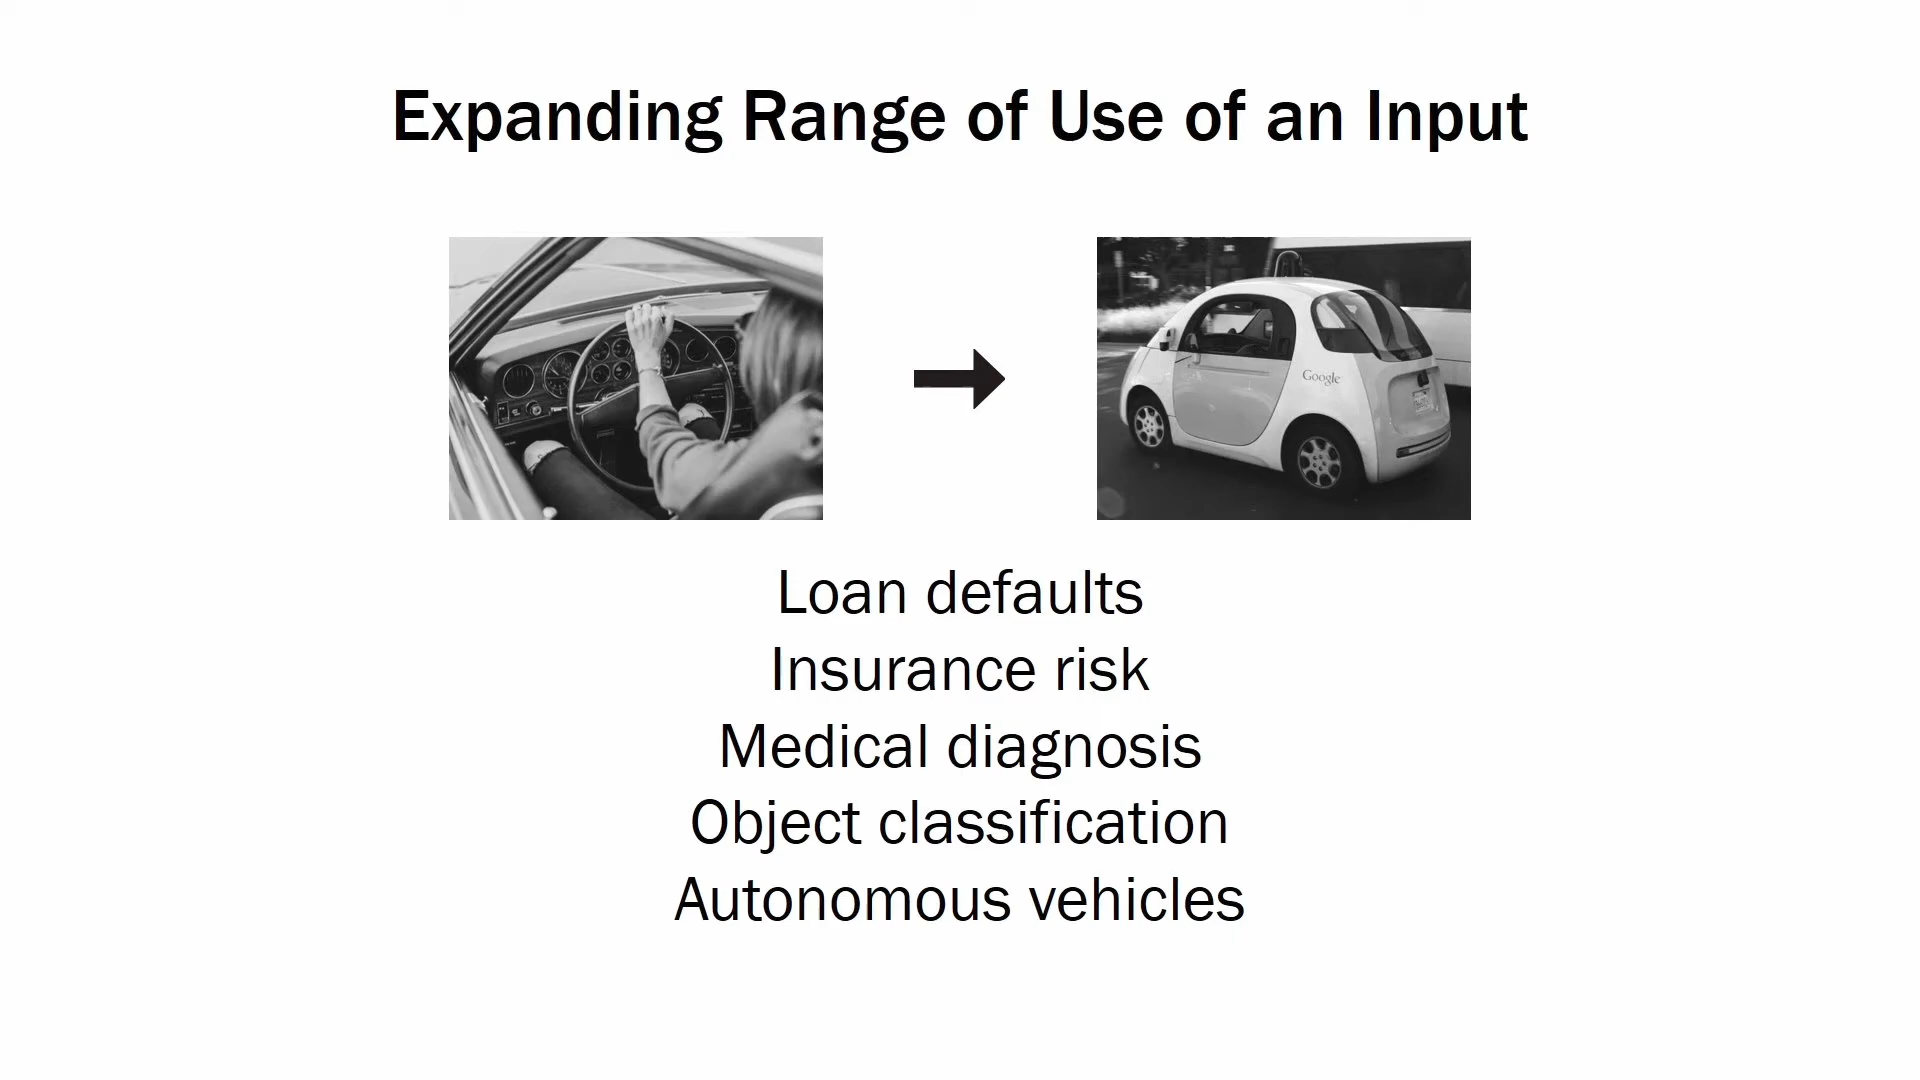 Expanding Range of Use of an Input
Google
Loan defaults
Insurance risk
Medical diagnosis
Object classification
Autonomous vehicles